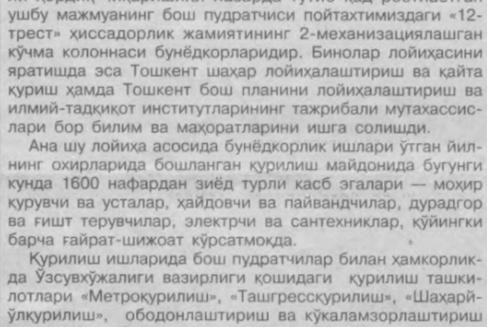 ушбу мажмуанинг бош пудратчиси пойтахтимиздаги «12-
трест» ҳиссадорлик жамиятининг 2-механизациялашган
кўчма колоннаси бунёдкорларидир. Бинолар лойиҳасини
яратишда эса Тошкент шаҳар лойиҳалаштириш ва қайта
қуриш ҳамда Тошкент бош планини лойиҳалаштириш ва
илмий-тадқиқот институтларининг тажрибали мутахассис-
лари бор билим ва маҳоратларини ишга солишди.
Ана шу лойиҳа асосида бунёдкорлик ишлари ўтган йил-
нинг охирларида бошланган қурилиш майдонида бугунги
кунда 1600 нафардан зиёд турли касб эгалари — моҳир
қурувчи ва усталар, ҳайдовчи ва пайвандчилар, дурадгор
ва ғишт терувчилар, электрчи ва сантехниклар, қўйингки
барча ғайрат-шижоат кўрсатмоқда.
Қурилиш ишларида бош пудратчилар билан ҳамкорлик-
да Ўзсувхўжалиги вазирлиги қошидаги қурилиш ташки-
лотлари «Метроқурилиш», «Ташгрессқурилиш», «Шаҳарй-
ўлқурилиш», ободонлаштириш ва кўкаламзорлаштириш